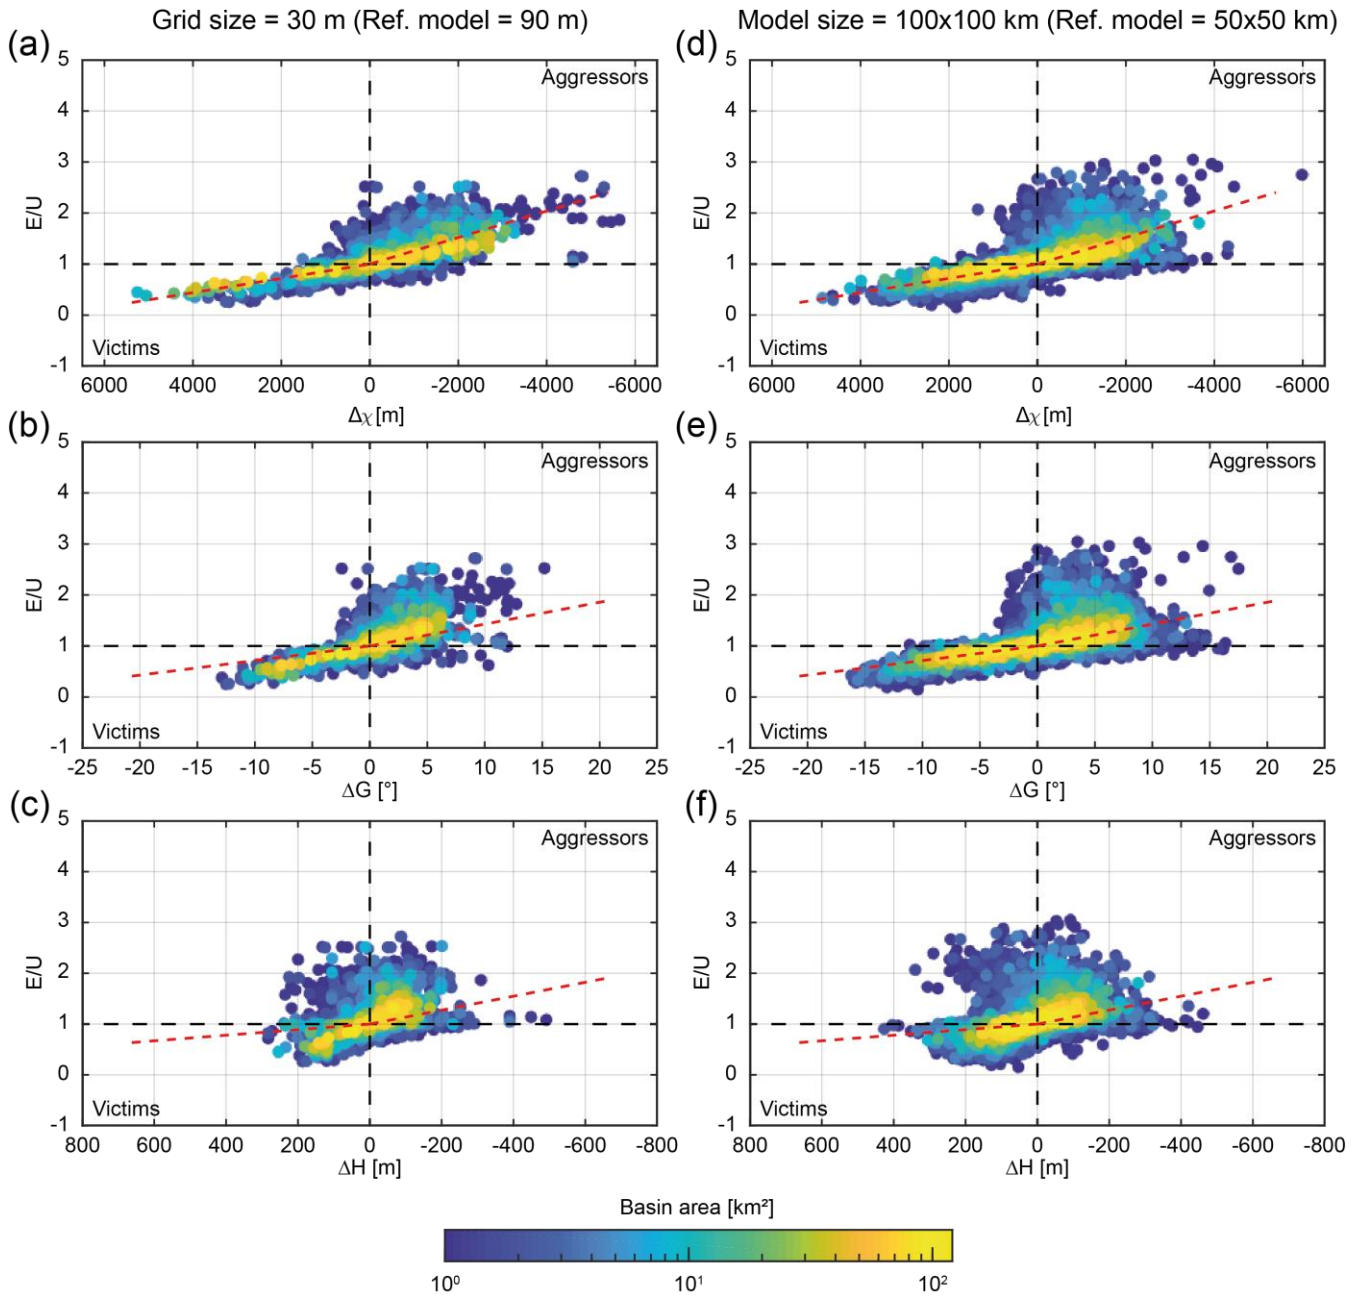 Grid size = 30 m (Ref. model = 90 m)
Model size = 100x100 km (Ref. model = 50x50 km)
(a)
5
4
3
2
1
0
-1
E/U
Aggressors
Victims
6000 4000 2000 0 -2000 -4000 -6000
Δχ [m]
(d)
5
4
3
2
1
0
-1
E/U
Aggressors
Victims
6000 4000 2000 0 -2000 -4000 -6000
Δχ [m]
(b)
5
4
3
2
1
0
-1
E/U
Aggressors
Victims
-25 -20 -15 -10 -5 0 5 10 15 20 25
ΔG [°]
(e)
5
4
3
2
1
0
-1
E/U
Aggressors
Victims
-25 -20 -15 -10 -5 0 5 10 15 20 25
ΔG [°]
(c)
5
4
3
2
1
0
-1
E/U
Aggressors
Victims
800 600 400 200 0 -200 -400 -600 -800
ΔH [m]
(f)
5
4
3
2
1
0
-1
E/U
Aggressors
Victims
800 600 400 200 0 -200 -400 -600 -800
ΔH [m]
Basin area [km²]
10⁰ 10¹ 10²